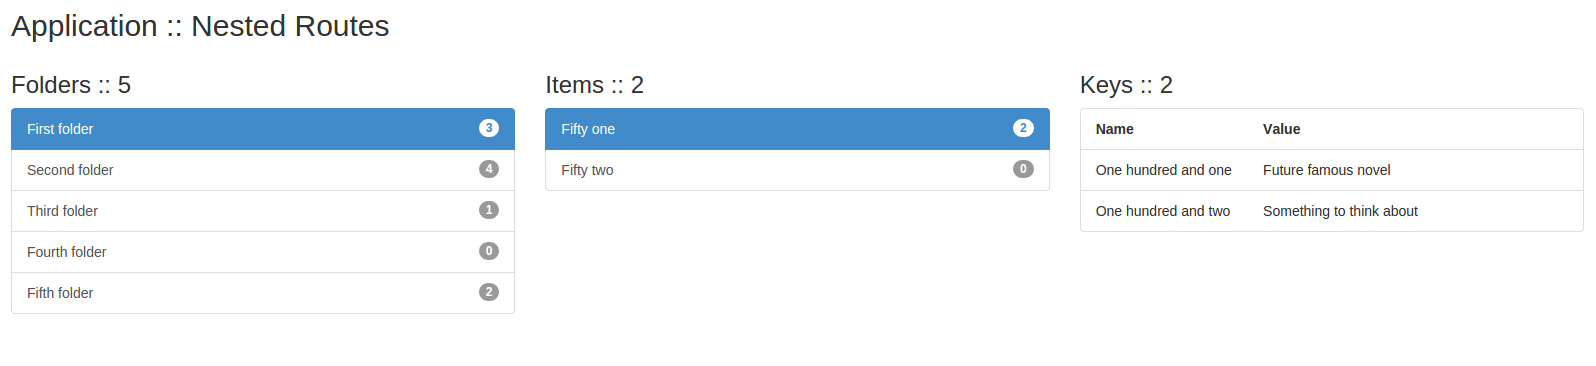 Application :: Nested Routes
Folders :: 5
First folder 3
Second folder 4
Third folder 1
Fourth folder 0
Fifth folder 2
Items :: 2
Fifty one 2
Fifty two 0
Keys :: 2
Name Value
One hundred and one Future famous novel
One hundred and two Something to think about